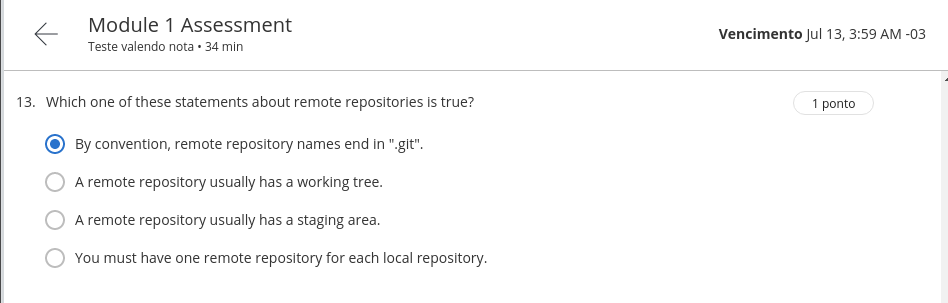 Module 1 Assessment
Teste valendo nota • 34 min
Vencimento Jul 13, 3:59 AM -03
13. Which one of these statements about remote repositories is true?
1 ponto
By convention, remote repository names end in ".git".
A remote repository usually has a working tree.
A remote repository usually has a staging area.
You must have one remote repository for each local repository.